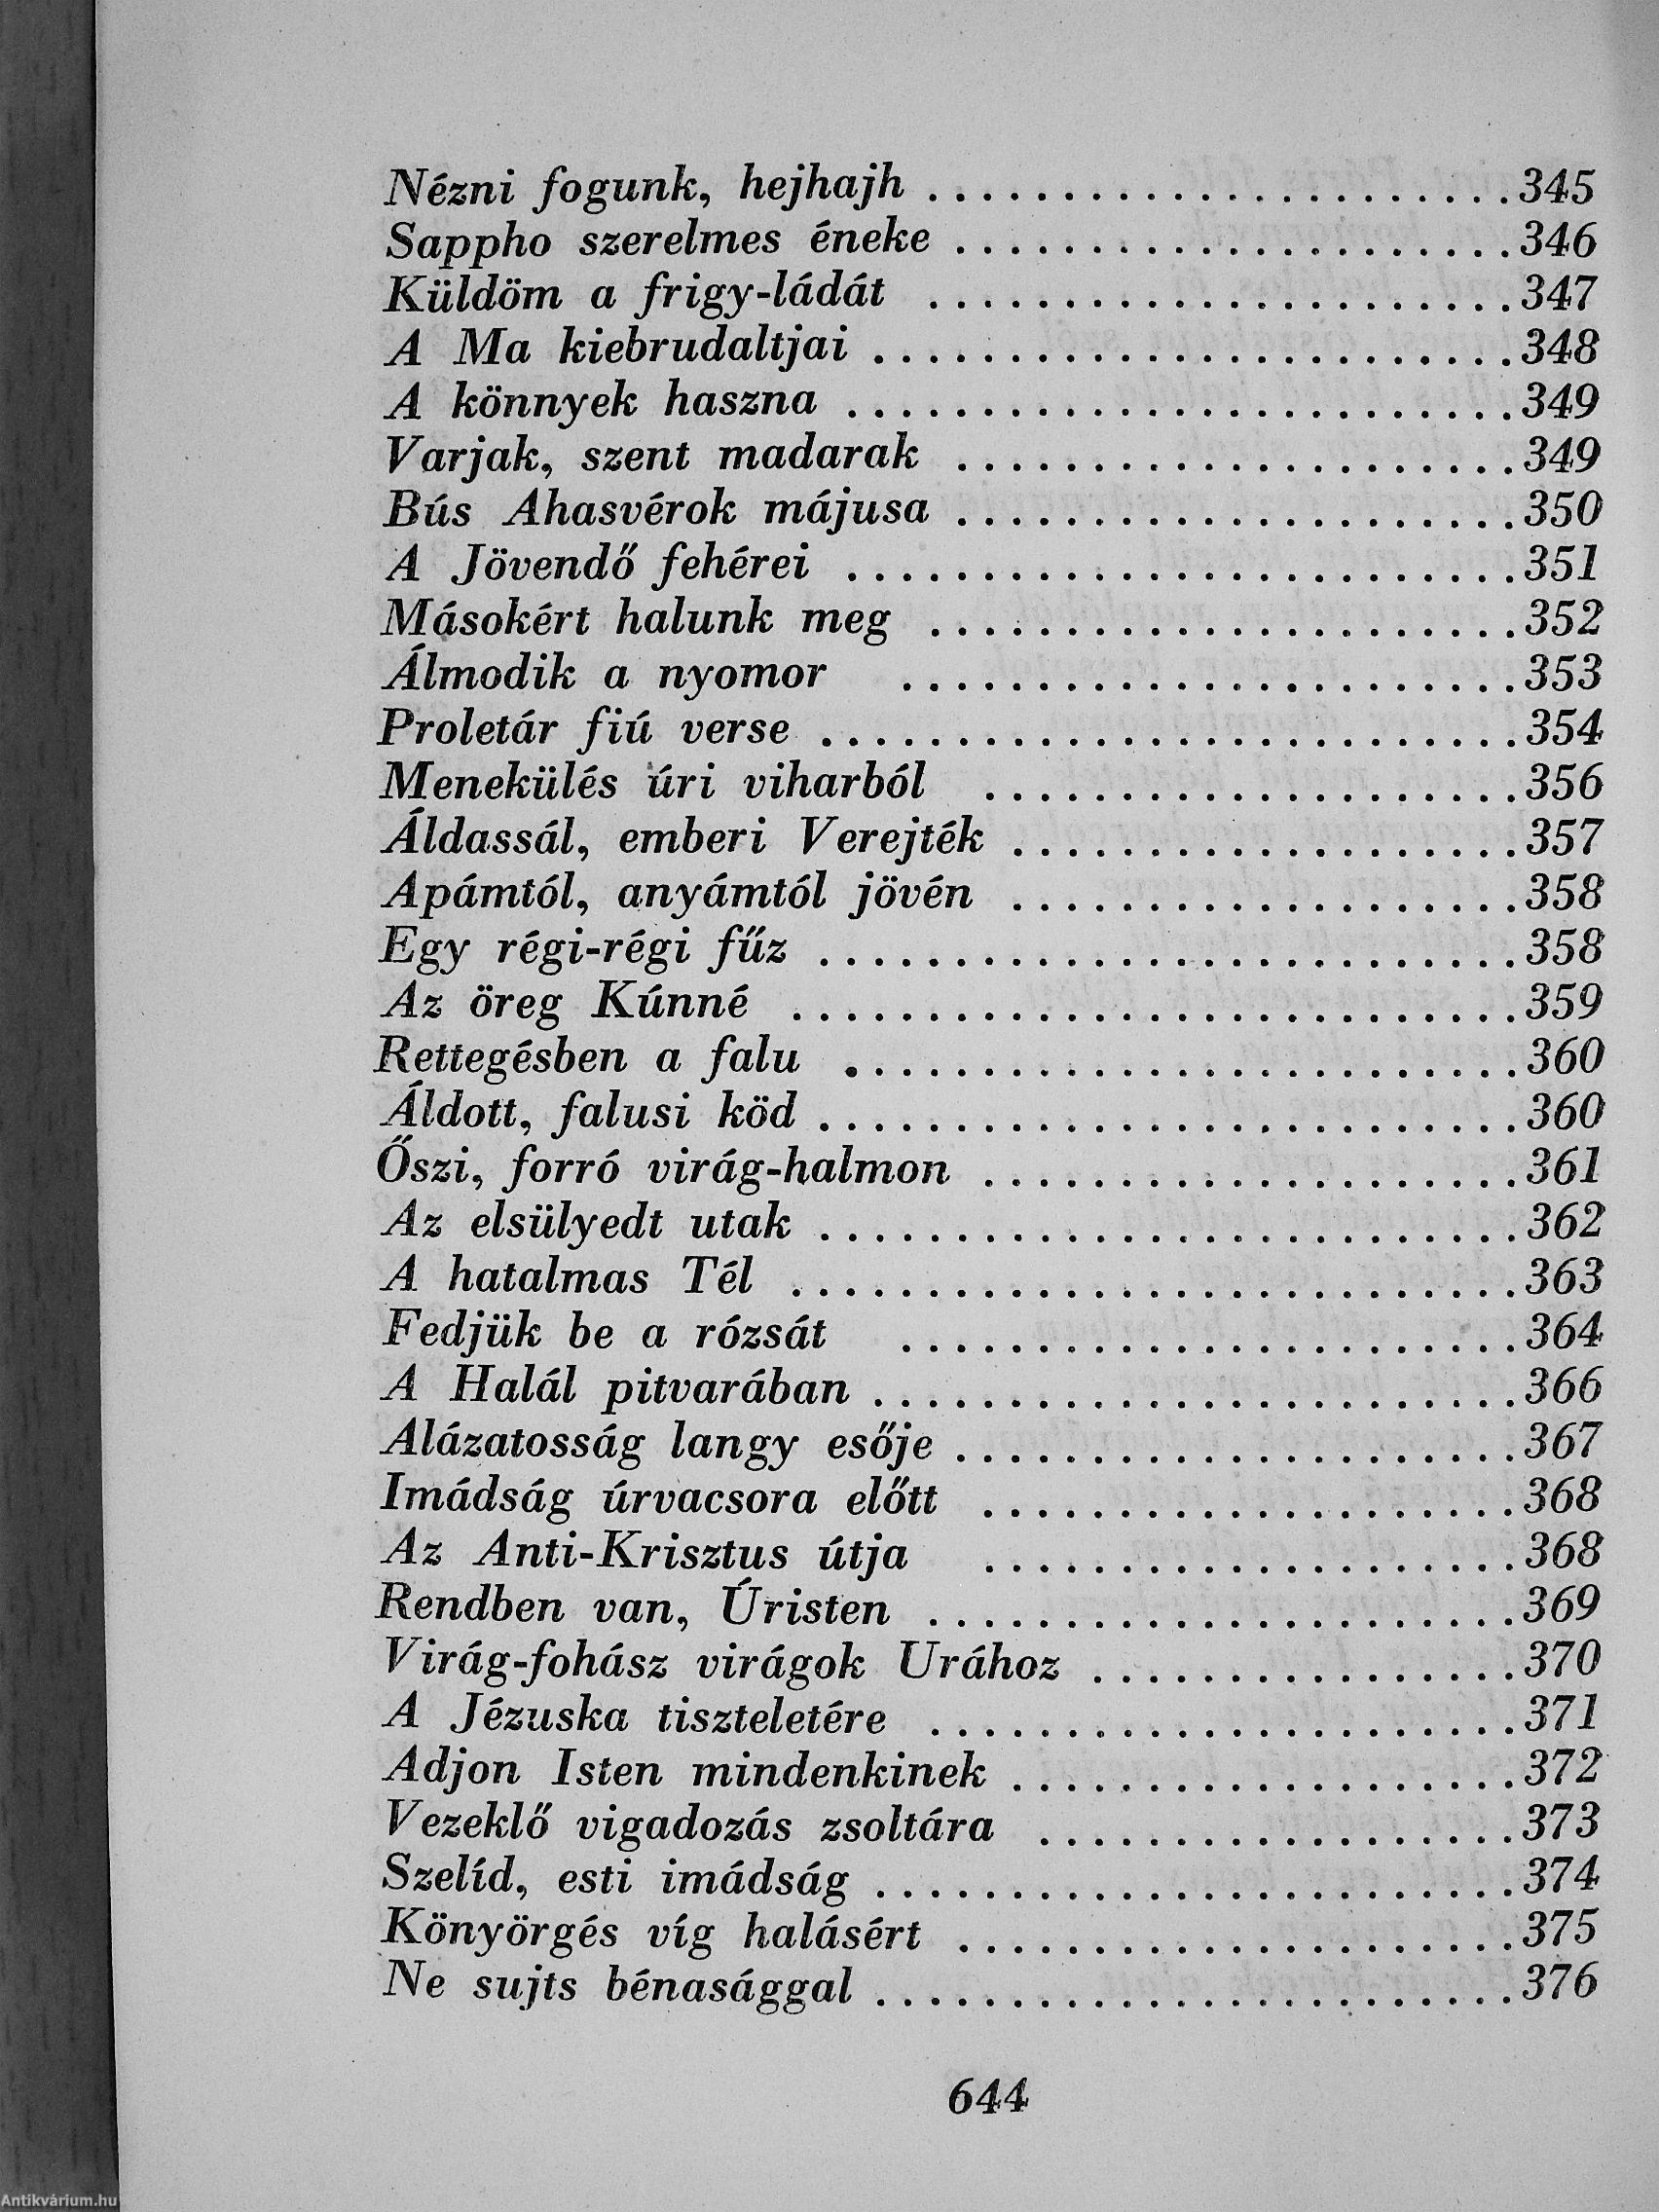 Nézni fogunk, hejhajh . . . . . . . . . . . . . . . . . . . . . . 345
Sappho szerelmes éneke . . . . . . . . . . . . . . . . . . . . . 346
Küldöm a frigy-ládát . . . . . . . . . . . . . . . . . . . . . . 347
A Ma kiebrudaltjai . . . . . . . . . . . . . . . . . . . . . . . . 348
A könnyek haszna . . . . . . . . . . . . . . . . . . . . . . . . . 349
Varjak, szent madarak . . . . . . . . . . . . . . . . . . . . . 349
Bús Ahasvérok májusa . . . . . . . . . . . . . . . . . . . . . 350
A Jövendő fehérei . . . . . . . . . . . . . . . . . . . . . . . . . 351
Másokért halunk meg . . . . . . . . . . . . . . . . . . . . . . 352
Álmodik a nyomor . . . . . . . . . . . . . . . . . . . . . . . 353
Proletár fiú verse . . . . . . . . . . . . . . . . . . . . . . . . . . 354
Menekülés úri viharból . . . . . . . . . . . . . . . . . . . . 356
Áldassál, emberi Verejték . . . . . . . . . . . . . . . . . . . 357
Apámtól, anyámtól jövén . . . . . . . . . . . . . . . . . . . 358
Egy régi-régi fűz . . . . . . . . . . . . . . . . . . . . . . . . . . 358
Az öreg Kúnné . . . . . . . . . . . . . . . . . . . . . . . . . . . 359
Rettegésben a falu . . . . . . . . . . . . . . . . . . . . . . . . . 360
Áldott, falusi köd . . . . . . . . . . . . . . . . . . . . . . . . . . 360
Őszi, forró virág-halmon . . . . . . . . . . . . . . . . . . . . 361
Az elsülyedt utak . . . . . . . . . . . . . . . . . . . . . . . . . . 362
A hatalmas Tél . . . . . . . . . . . . . . . . . . . . . . . . . . . 363
Fedjük be a rózsát . . . . . . . . . . . . . . . . . . . . . . . 364
A Halál pitvarában . . . . . . . . . . . . . . . . . . . . . . . . 366
Alázatosság langy esője . . . . . . . . . . . . . . . . . . . . . 367
Imádság úrvacsora előtt . . . . . . . . . . . . . . . . . . . . 368
Az Anti-Krisztus útja . . . . . . . . . . . . . . . . . . . . 368
Rendben van, Úristen . . . . . . . . . . . . . . . . . . . . . . 369
Virág-fohász virágok Urához . . . . . . . . . . . . . . . . 370
A Jézuska tiszteletére . . . . . . . . . . . . . . . . . . . . . . 371
Adjon Isten mindenkinek . . . . . . . . . . . . . . . . . . . 372
Vezeklő vigadozás zsoltára . . . . . . . . . . . . . . . . . . 373
Szelíd, esti imádság . . . . . . . . . . . . . . . . . . . . . . . . 374
Könyörgés víg halásért . . . . . . . . . . . . . . . . . . . . . 375
Ne sujts bénasággal . . . . . . . . . . . . . . . . . . . . . . . . 376
644
Antikvárium.hu